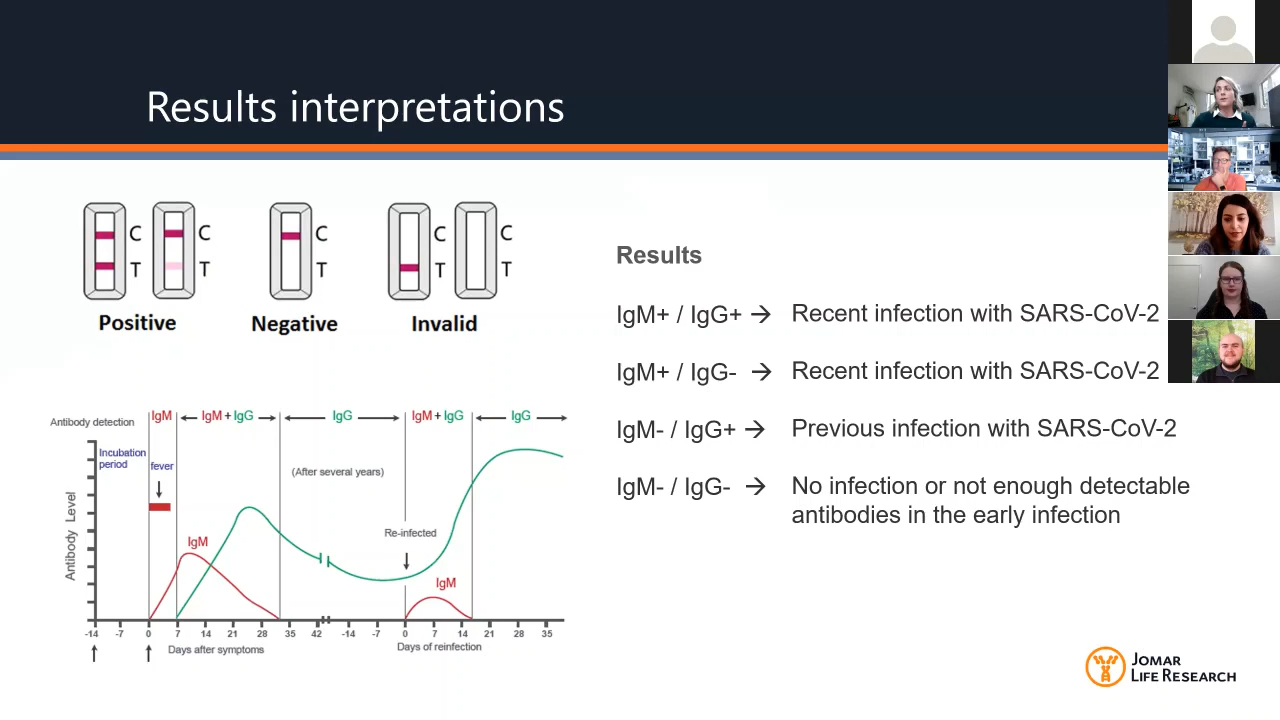 Results interpretations
C C C C C
T T T T T
Positive Negative Invalid
Results
IgM+ / IgG+ → Recent infection with SARS-CoV-2
IgM+ / IgG- → Recent infection with SARS-CoV-2
IgM- / IgG+ → Previous infection with SARS-CoV-2
IgM- / IgG- → No infection or not enough detectable
antibodies in the early infection
Antibody detection IgM IgM + IgG IgG IgM + IgG IgG
Incubation
period
fever
(After several years)
Antibody Level
Re-infected
IgM
IgM
-14 -7 0 7 14 21 28 35 42 -14 -7 0 7 14 21 28 35
Days after symptoms Days of reinfection
JOMAR
LIFE RESEARCH